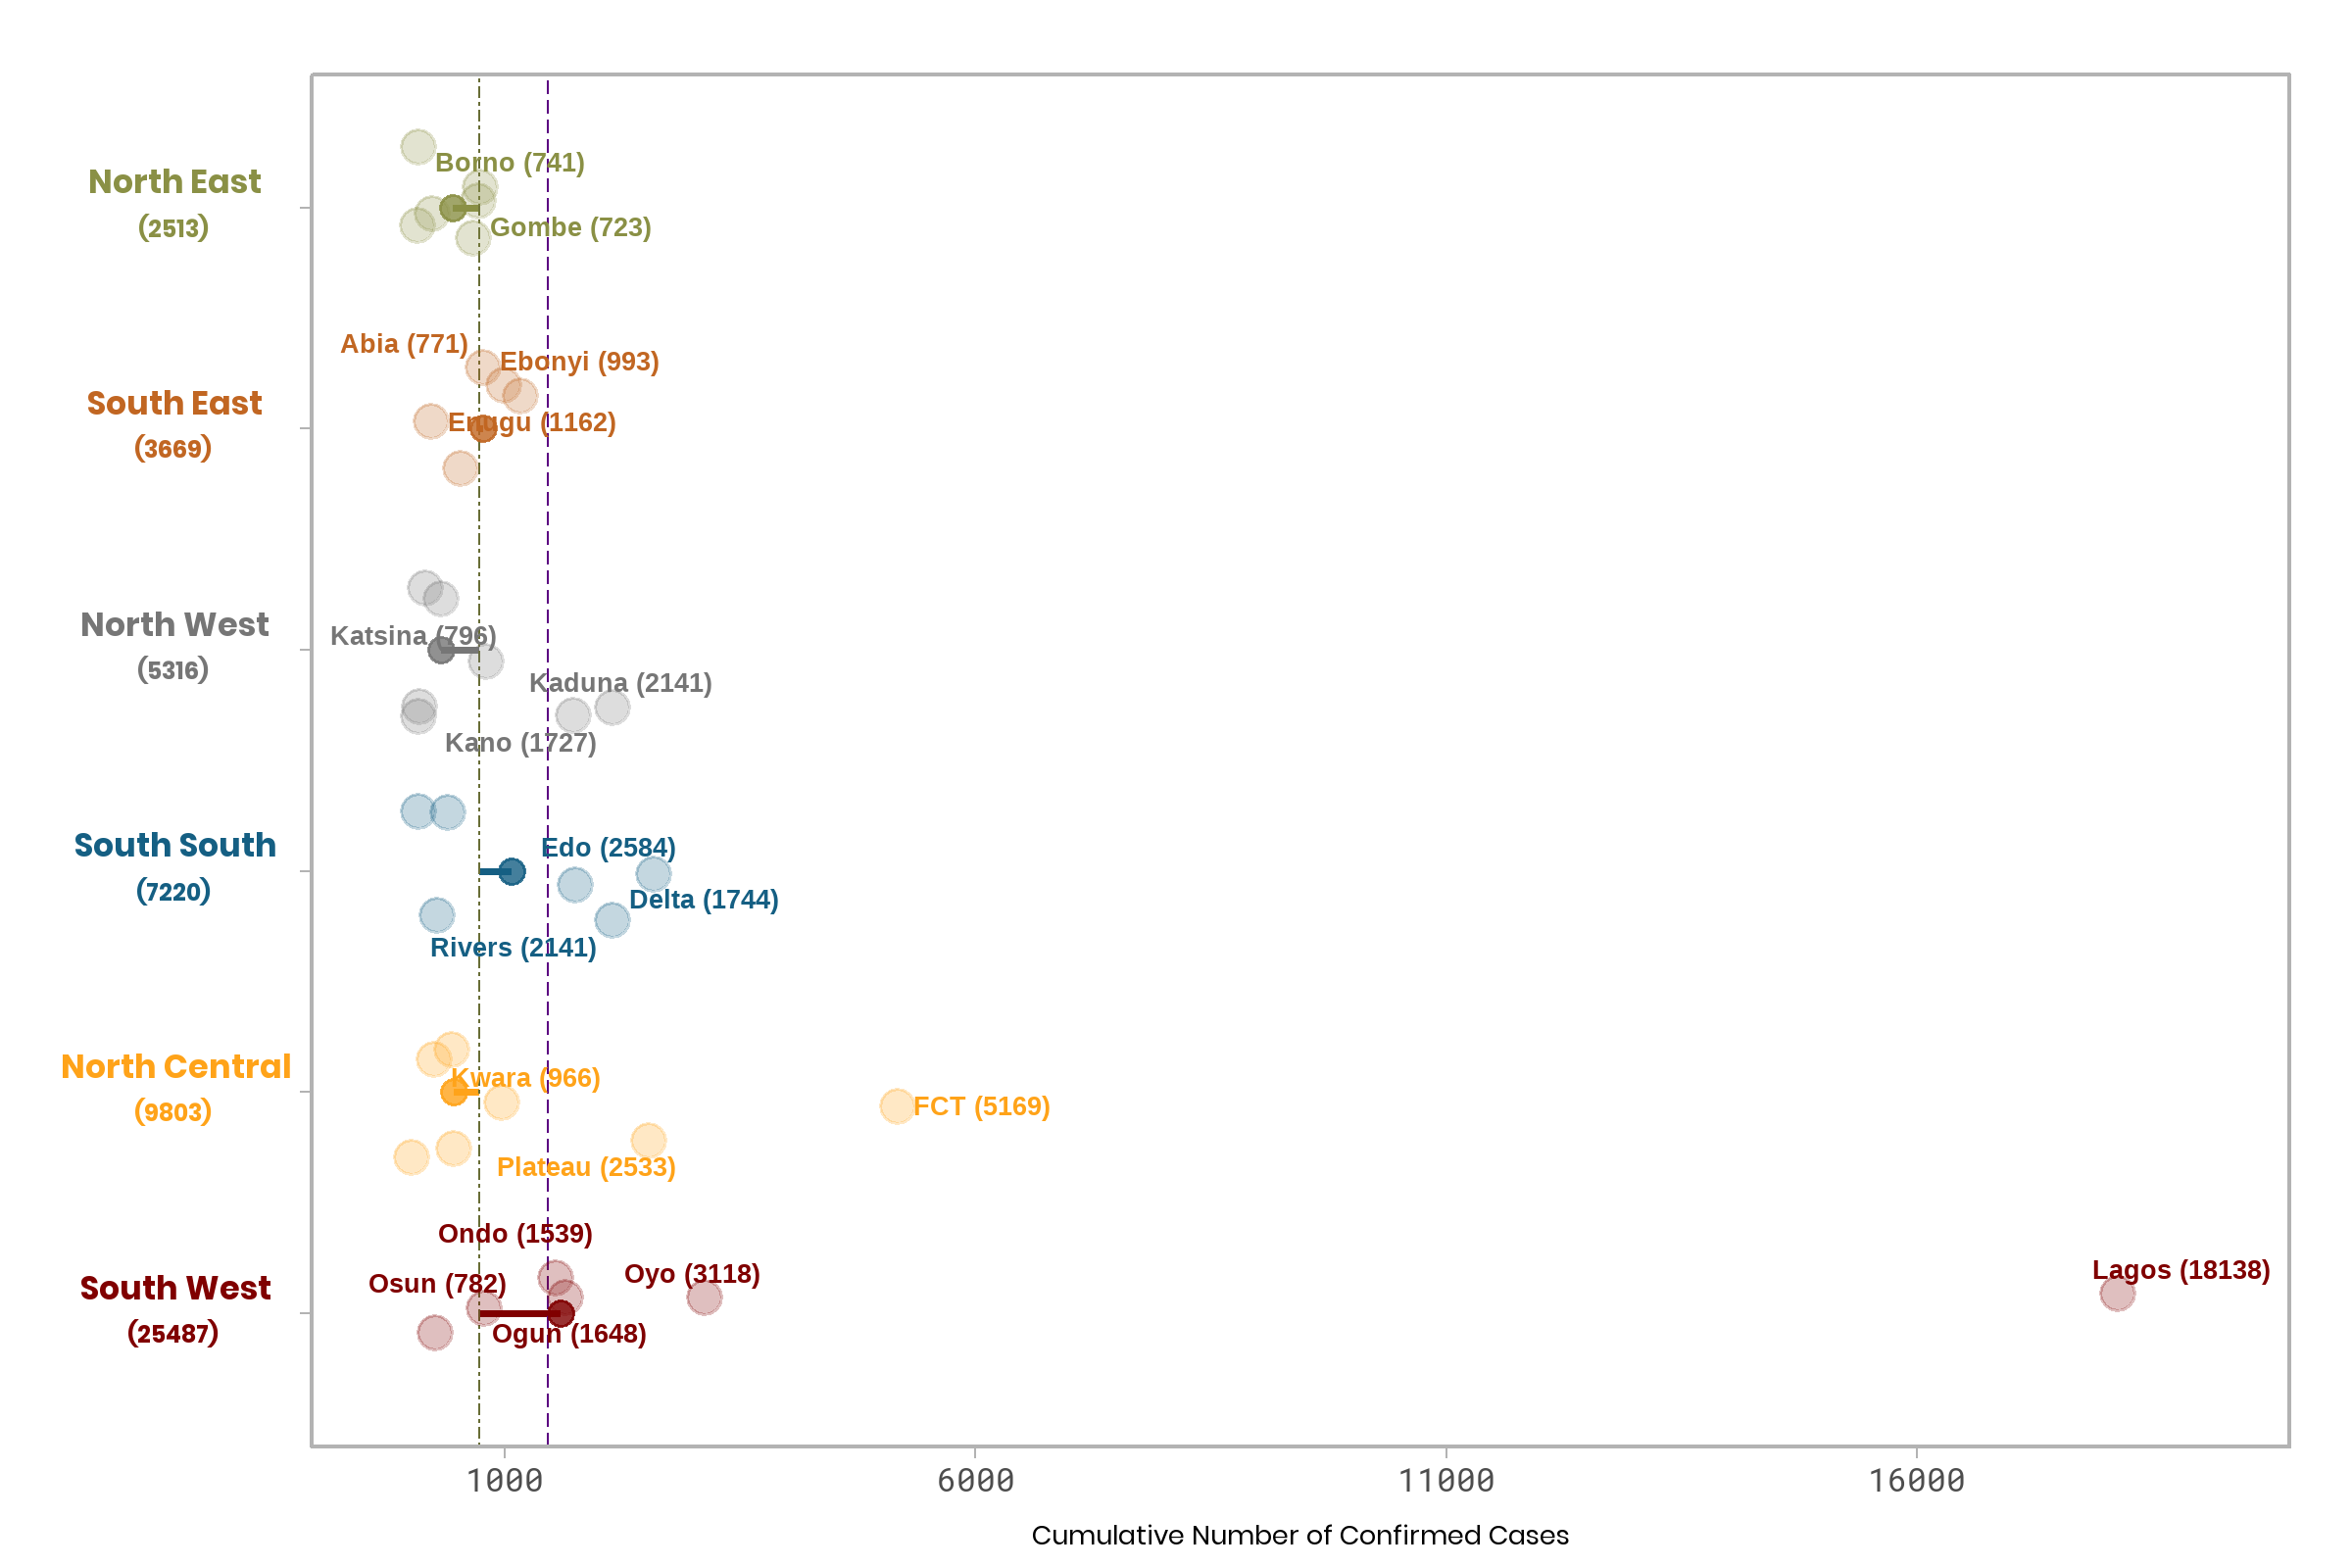 North East
(2513)
Borno (741)
Gombe (723)
South East
(3669)
Abia (771)
Ebonyi (993)
Enugu (1162)
North West
(5316)
Katsina (796)
Kaduna (2141)
Kano (1727)
South South
(7220)
Edo (2584)
Delta (1744)
Rivers (2141)
North Central
(9803)
Kwara (966)
FCT (5169)
Plateau (2533)
South West
(25487)
Ondo (1539)
Osun (782)
Oyo (3118)
Lagos (18138)
Ogun (1648)
1000 6000 11000 16000
Cumulative Number of Confirmed Cases